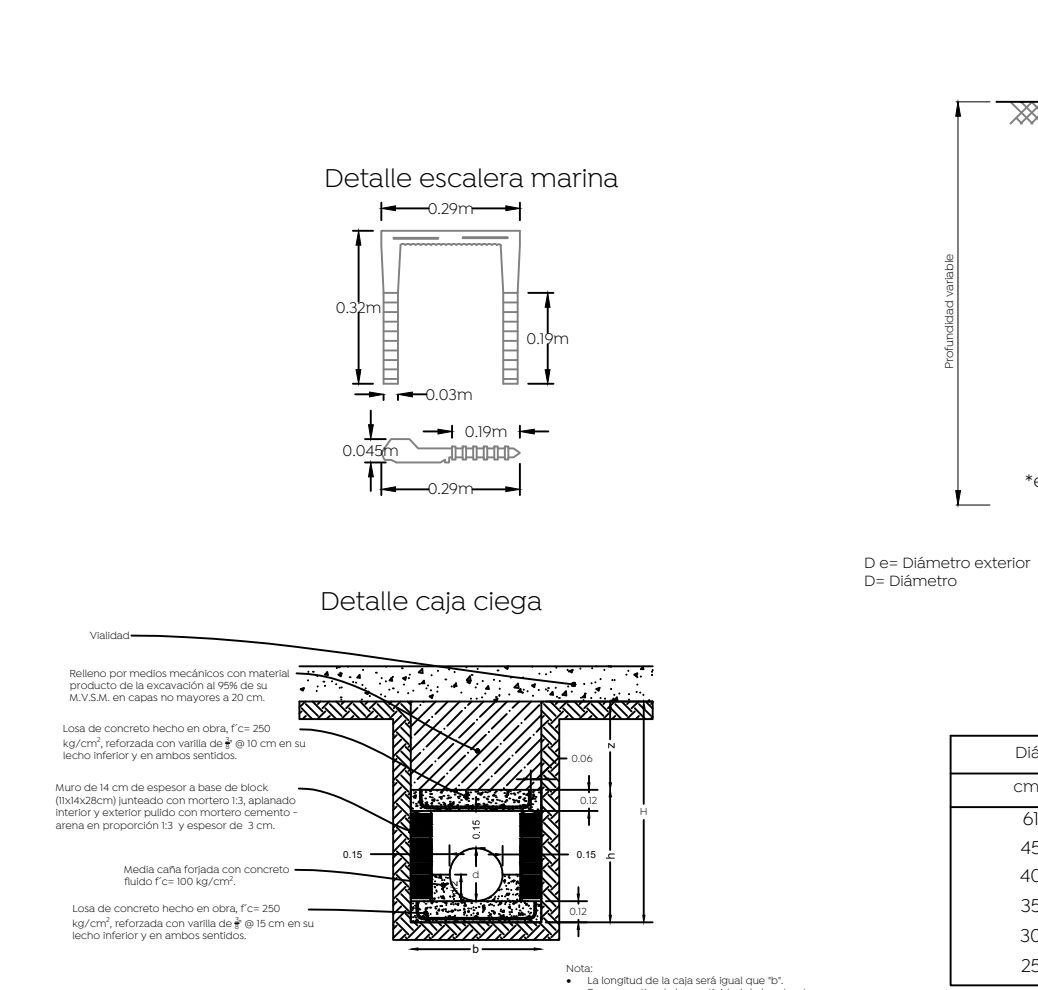 Detalle escalera marina
0.29m
0.32m
0.19m
0.03m
0.19m
0.045m
0.29m
Profundidad variable
D e= Diámetro exterior
D= Diámetro
Detalle caja ciega
Vialidad
Relleno por medios mecánicos con material
producto de la excavación al 95% de su
M.V.S.M. en capas no mayores a 20 cm.
Losa de concreto hecho en obra, f´c= 250
kg/cm², reforzada con varilla de @ 10 cm en su
lecho inferior y en ambos sentidos.
Muro de 14 cm de espesor a base de block
(11x14x28cm) junteado con mortero 1:3, aplanado
interior y exterior pulido con mortero cemento -
arena en proporción 1:3 y espesor de 3 cm.
Media caña forjada con concreto
fluido f´c= 100 kg/cm².
Losa de concreto hecho en obra, f´c= 250
kg/cm², reforzada con varilla de @ 15 cm en su
lecho inferior y en ambos sentidos.
z
0.06
0.12
H
0.15
0.15
0.15
h
d
0.12
b
Nota:
• La longitud de la caja será igual que "b".
cm
61
45
40
35
30
25